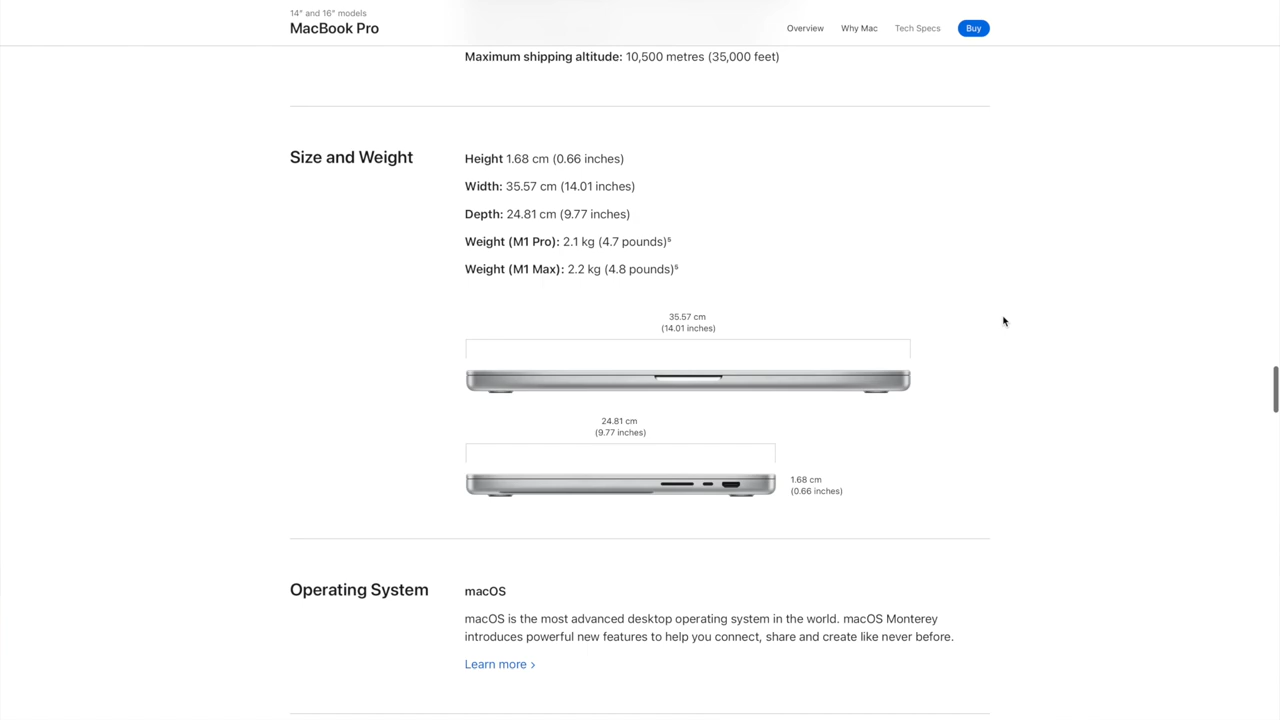 14" and 16" models
MacBook Pro
Overview
Why Mac
Tech Specs
Buy
Maximum shipping altitude: 10,500 metres (35,000 feet)
Size and Weight
Height 1.68 cm (0.66 inches)
Width: 35.57 cm (14.01 inches)
Depth: 24.81 cm (9.77 inches)
Weight (M1 Pro): 2.1 kg (4.7 pounds)⁵
Weight (M1 Max): 2.2 kg (4.8 pounds)⁵
35.57 cm
(14.01 inches)
24.81 cm
(9.77 inches)
1.68 cm
(0.66 inches)
Operating System
macOS
macOS is the most advanced desktop operating system in the world. macOS Monterey
introduces powerful new features to help you connect, share and create like never before.
Learn more >